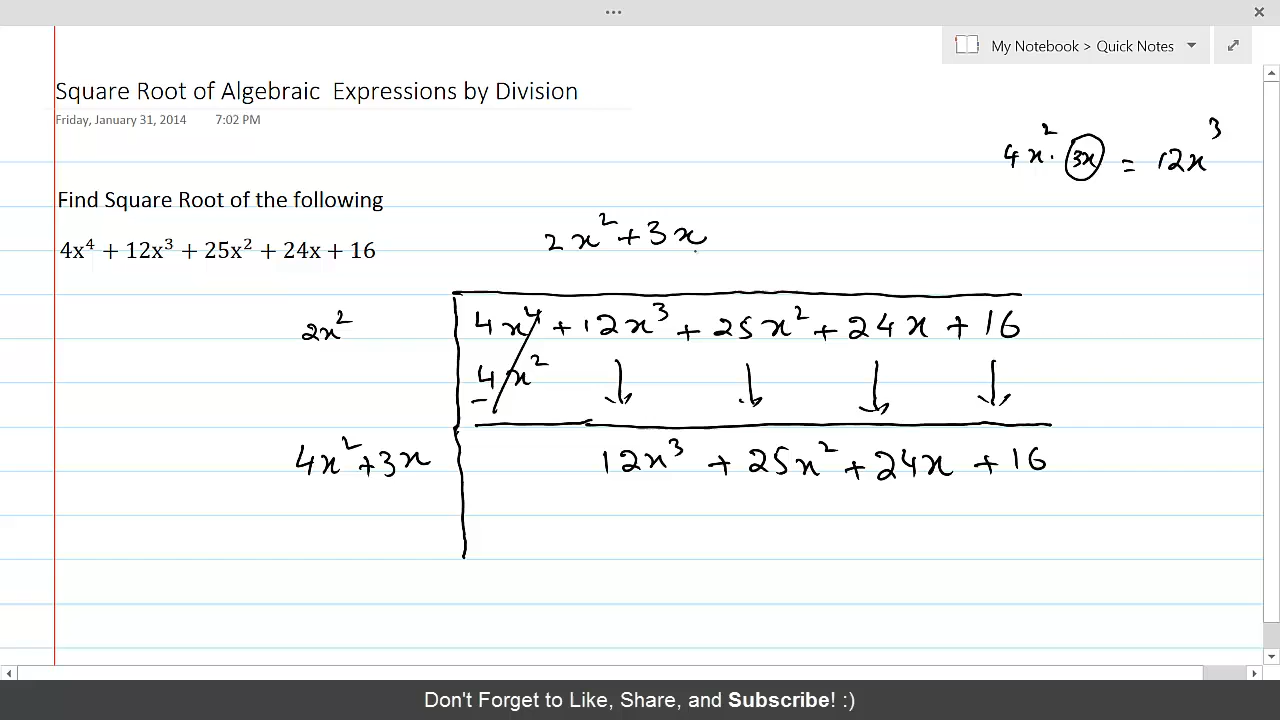 My Notebook > Quick Notes
Square Root of Algebraic Expressions by Division
Friday, January 31, 2014 7:02 PM
4x² · 3x = 12x³
Find Square Root of the following
4x⁴ + 12x³ + 25x² + 24x + 16
2x² + 3x
2x² 4x⁴ + 12x³ + 25x² + 24x + 16
4x²
−
4x² + 3x 12x³ + 25x² + 24x + 16
Don't Forget to Like, Share, and Subscribe! :)